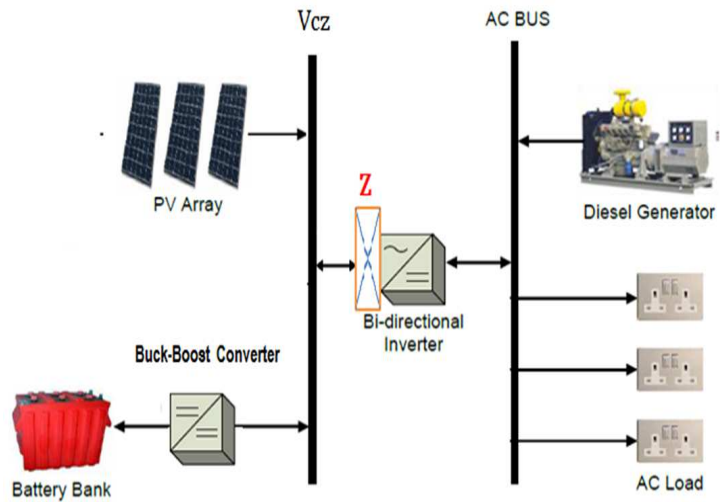 Vcz
AC BUS
PV Array
Z
Diesel Generator
Bi-directional
Inverter
Buck-Boost Converter
Battery Bank
AC Load